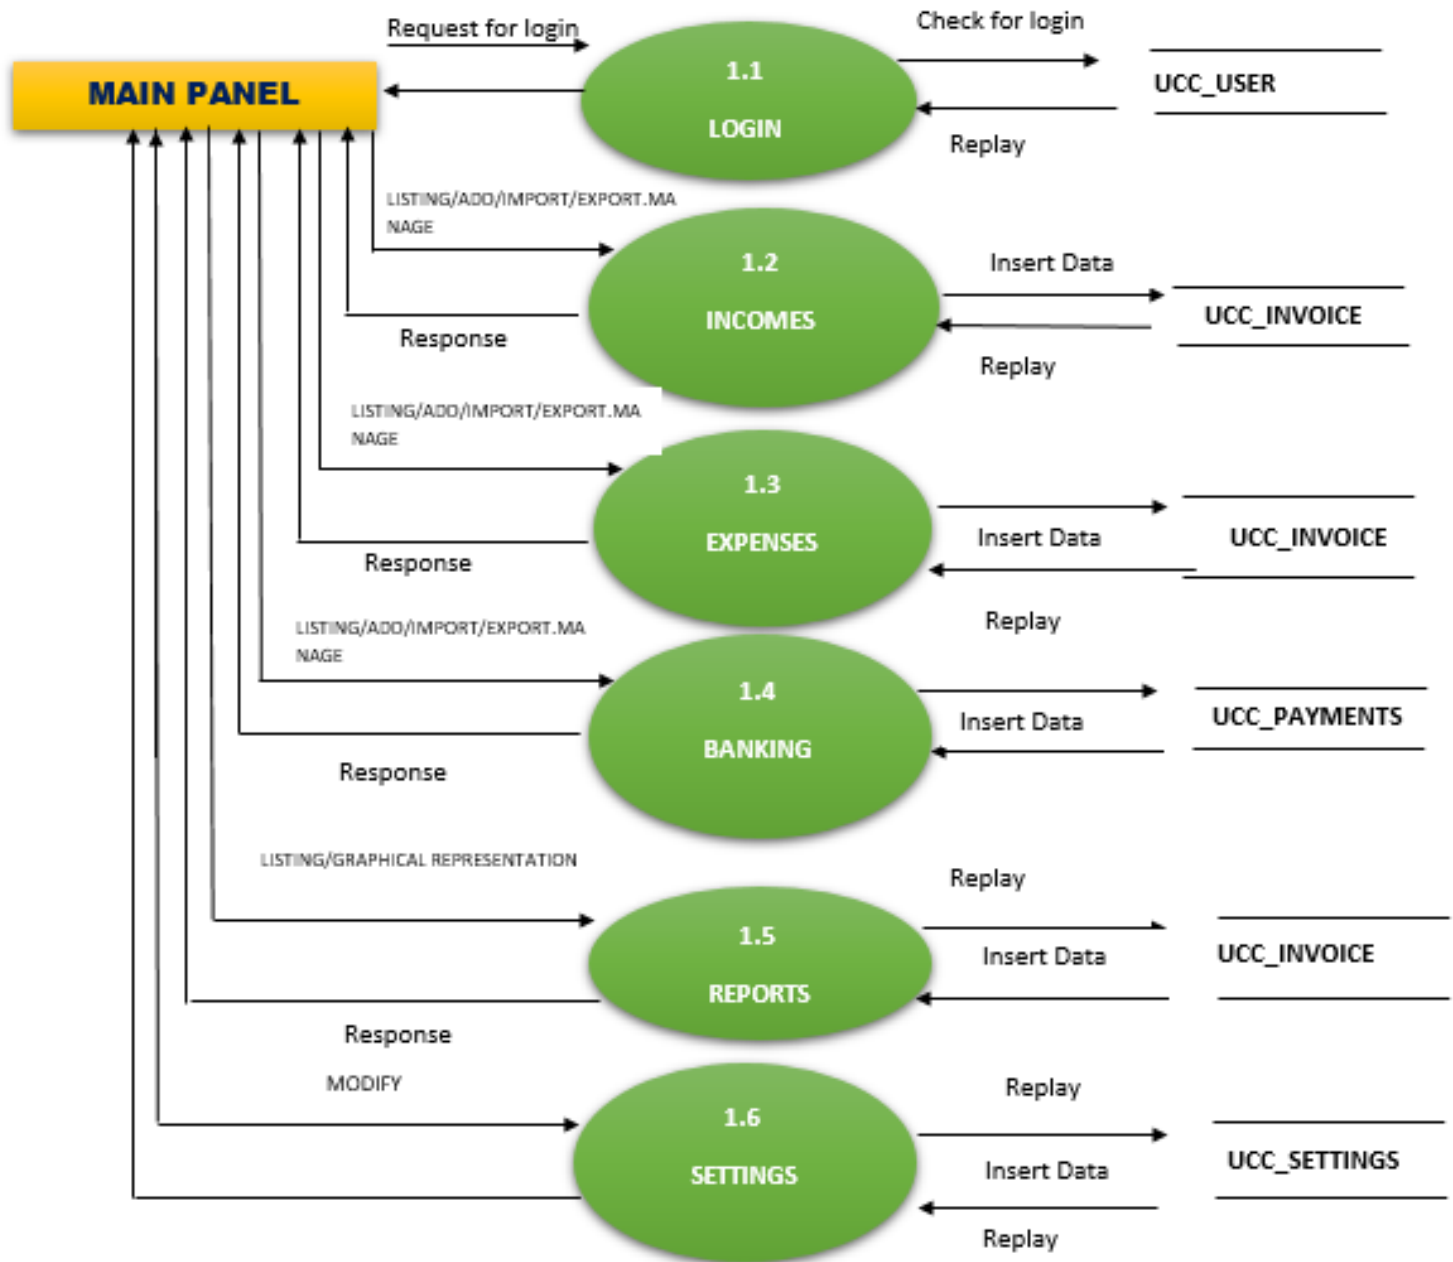 Request for login
Check for login
MAIN PANEL
1.1
LOGIN
UCC_USER
Replay
LISTING/ADD/IMPORT/EXPORT.MA
NAGE
1.2
INCOMES
Insert Data
UCC_INVOICE
Response
Replay
LISTING/ADD/IMPORT/EXPORT.MA
NAGE
1.3
EXPENSES
Insert Data
UCC_INVOICE
Response
Replay
LISTING/ADD/IMPORT/EXPORT.MA
NAGE
1.4
BANKING
Insert Data
UCC_PAYMENTS
Response
LISTING/GRAPHICAL REPRESENTATION
Replay
1.5
REPORTS
Insert Data
UCC_INVOICE
Response
MODIFY
Replay
1.6
SETTINGS
Insert Data
UCC_SETTINGS
Replay